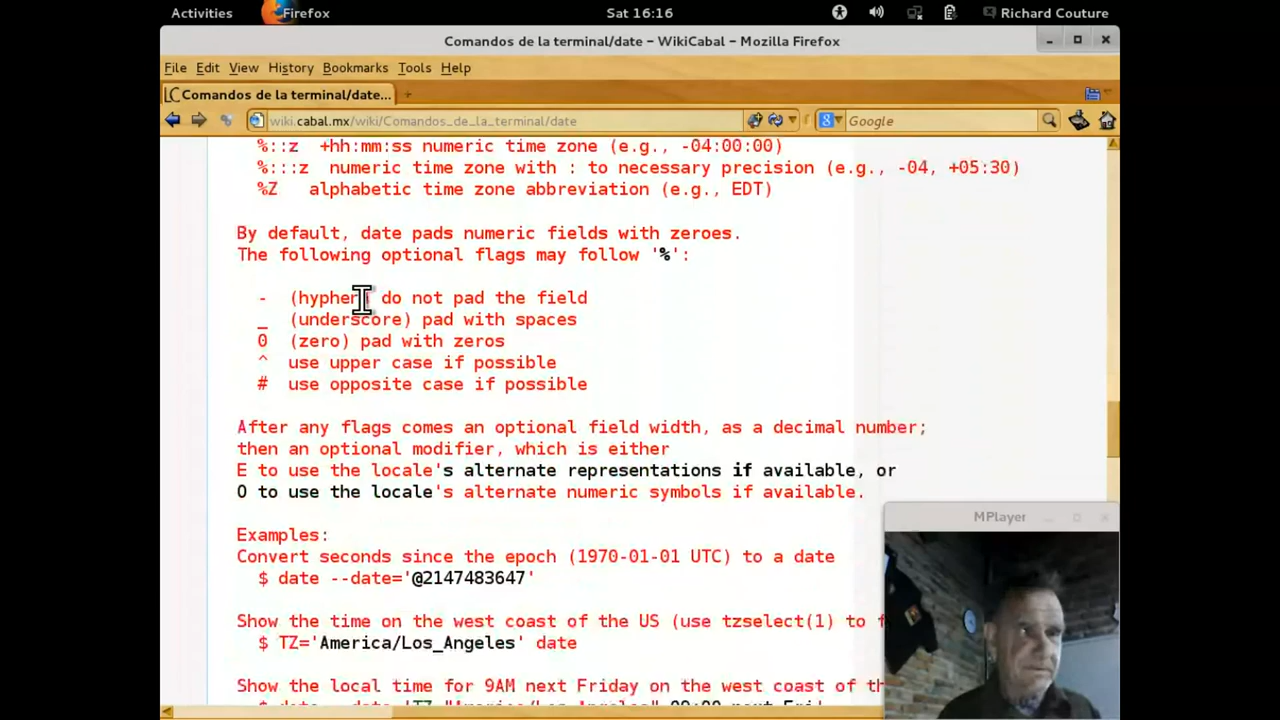 Activities Firefox Sat 16:16 Richard Couture
Comandos de la terminal/date – WikiCabal – Mozilla Firefox
File Edit View History Bookmarks Tools Help
Comandos de la terminal/date...
wiki.cabal.mx/wiki/Comandos_de_la_terminal/date Google
%::z +hh:mm:ss numeric time zone (e.g., -04:00:00)
%:::z numeric time zone with : to necessary precision (e.g., -04, +05:30)
%Z alphabetic time zone abbreviation (e.g., EDT)
By default, date pads numeric fields with zeroes.
The following optional flags may follow '%':
- (hyphen) do not pad the field
_ (underscore) pad with spaces
0 (zero) pad with zeros
^ use upper case if possible
# use opposite case if possible
After any flags comes an optional field width, as a decimal number;
then an optional modifier, which is either
E to use the locale's alternate representations if available, or
O to use the locale's alternate numeric symbols if available.
MPlayer
Examples:
Convert seconds since the epoch (1970-01-01 UTC) to a date
$ date --date='@2147483647'
Show the time on the west coast of the US (use tzselect(1) to f
$ TZ='America/Los_Angeles' date
Show the local time for 9AM next Friday on the west coast of th